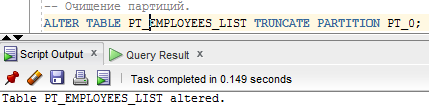 -- Очищение партиций.
ALTER TABLE PT_EMPLOYEES_LIST TRUNCATE PARTITION PT_0;
Script Output × Query Result ×
Task completed in 0.149 seconds
Table PT_EMPLOYEES_LIST altered.